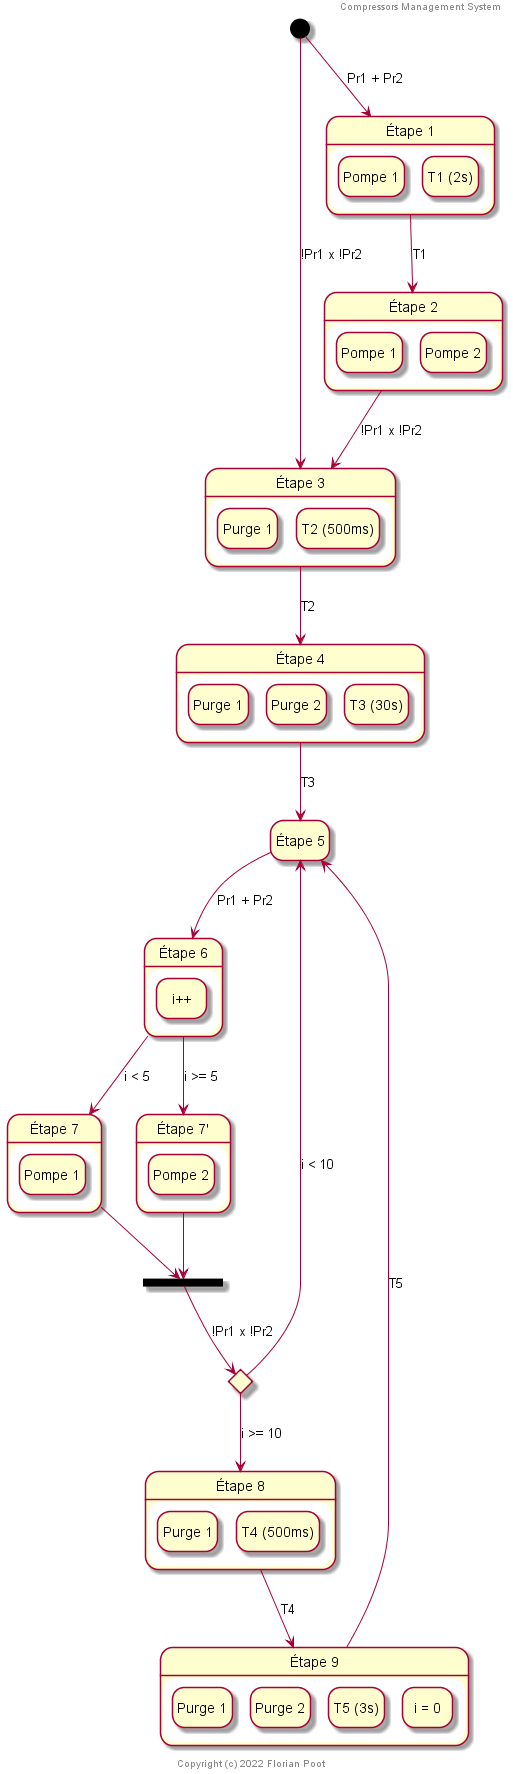 Compressors Management System
Pr1 + Pr2
Étape 1
Pompe 1
T1 (2s)
!Pr1 x !Pr2
T1
Étape 2
Pompe 1
Pompe 2
!Pr1 x !Pr2
Étape 3
Purge 1
T2 (500ms)
T2
Étape 4
Purge 1
Purge 2
T3 (30s)
T3
Étape 5
Pr1 + Pr2
Étape 6
i++
i < 5
i >= 5
Étape 7
Pompe 1
Étape 7'
Pompe 2
i < 10
T5
!Pr1 x !Pr2
i >= 10
Étape 8
Purge 1
T4 (500ms)
T4
Étape 9
Purge 1
Purge 2
T5 (3s)
i = 0
Copyright (c) 2022 Florian Poot